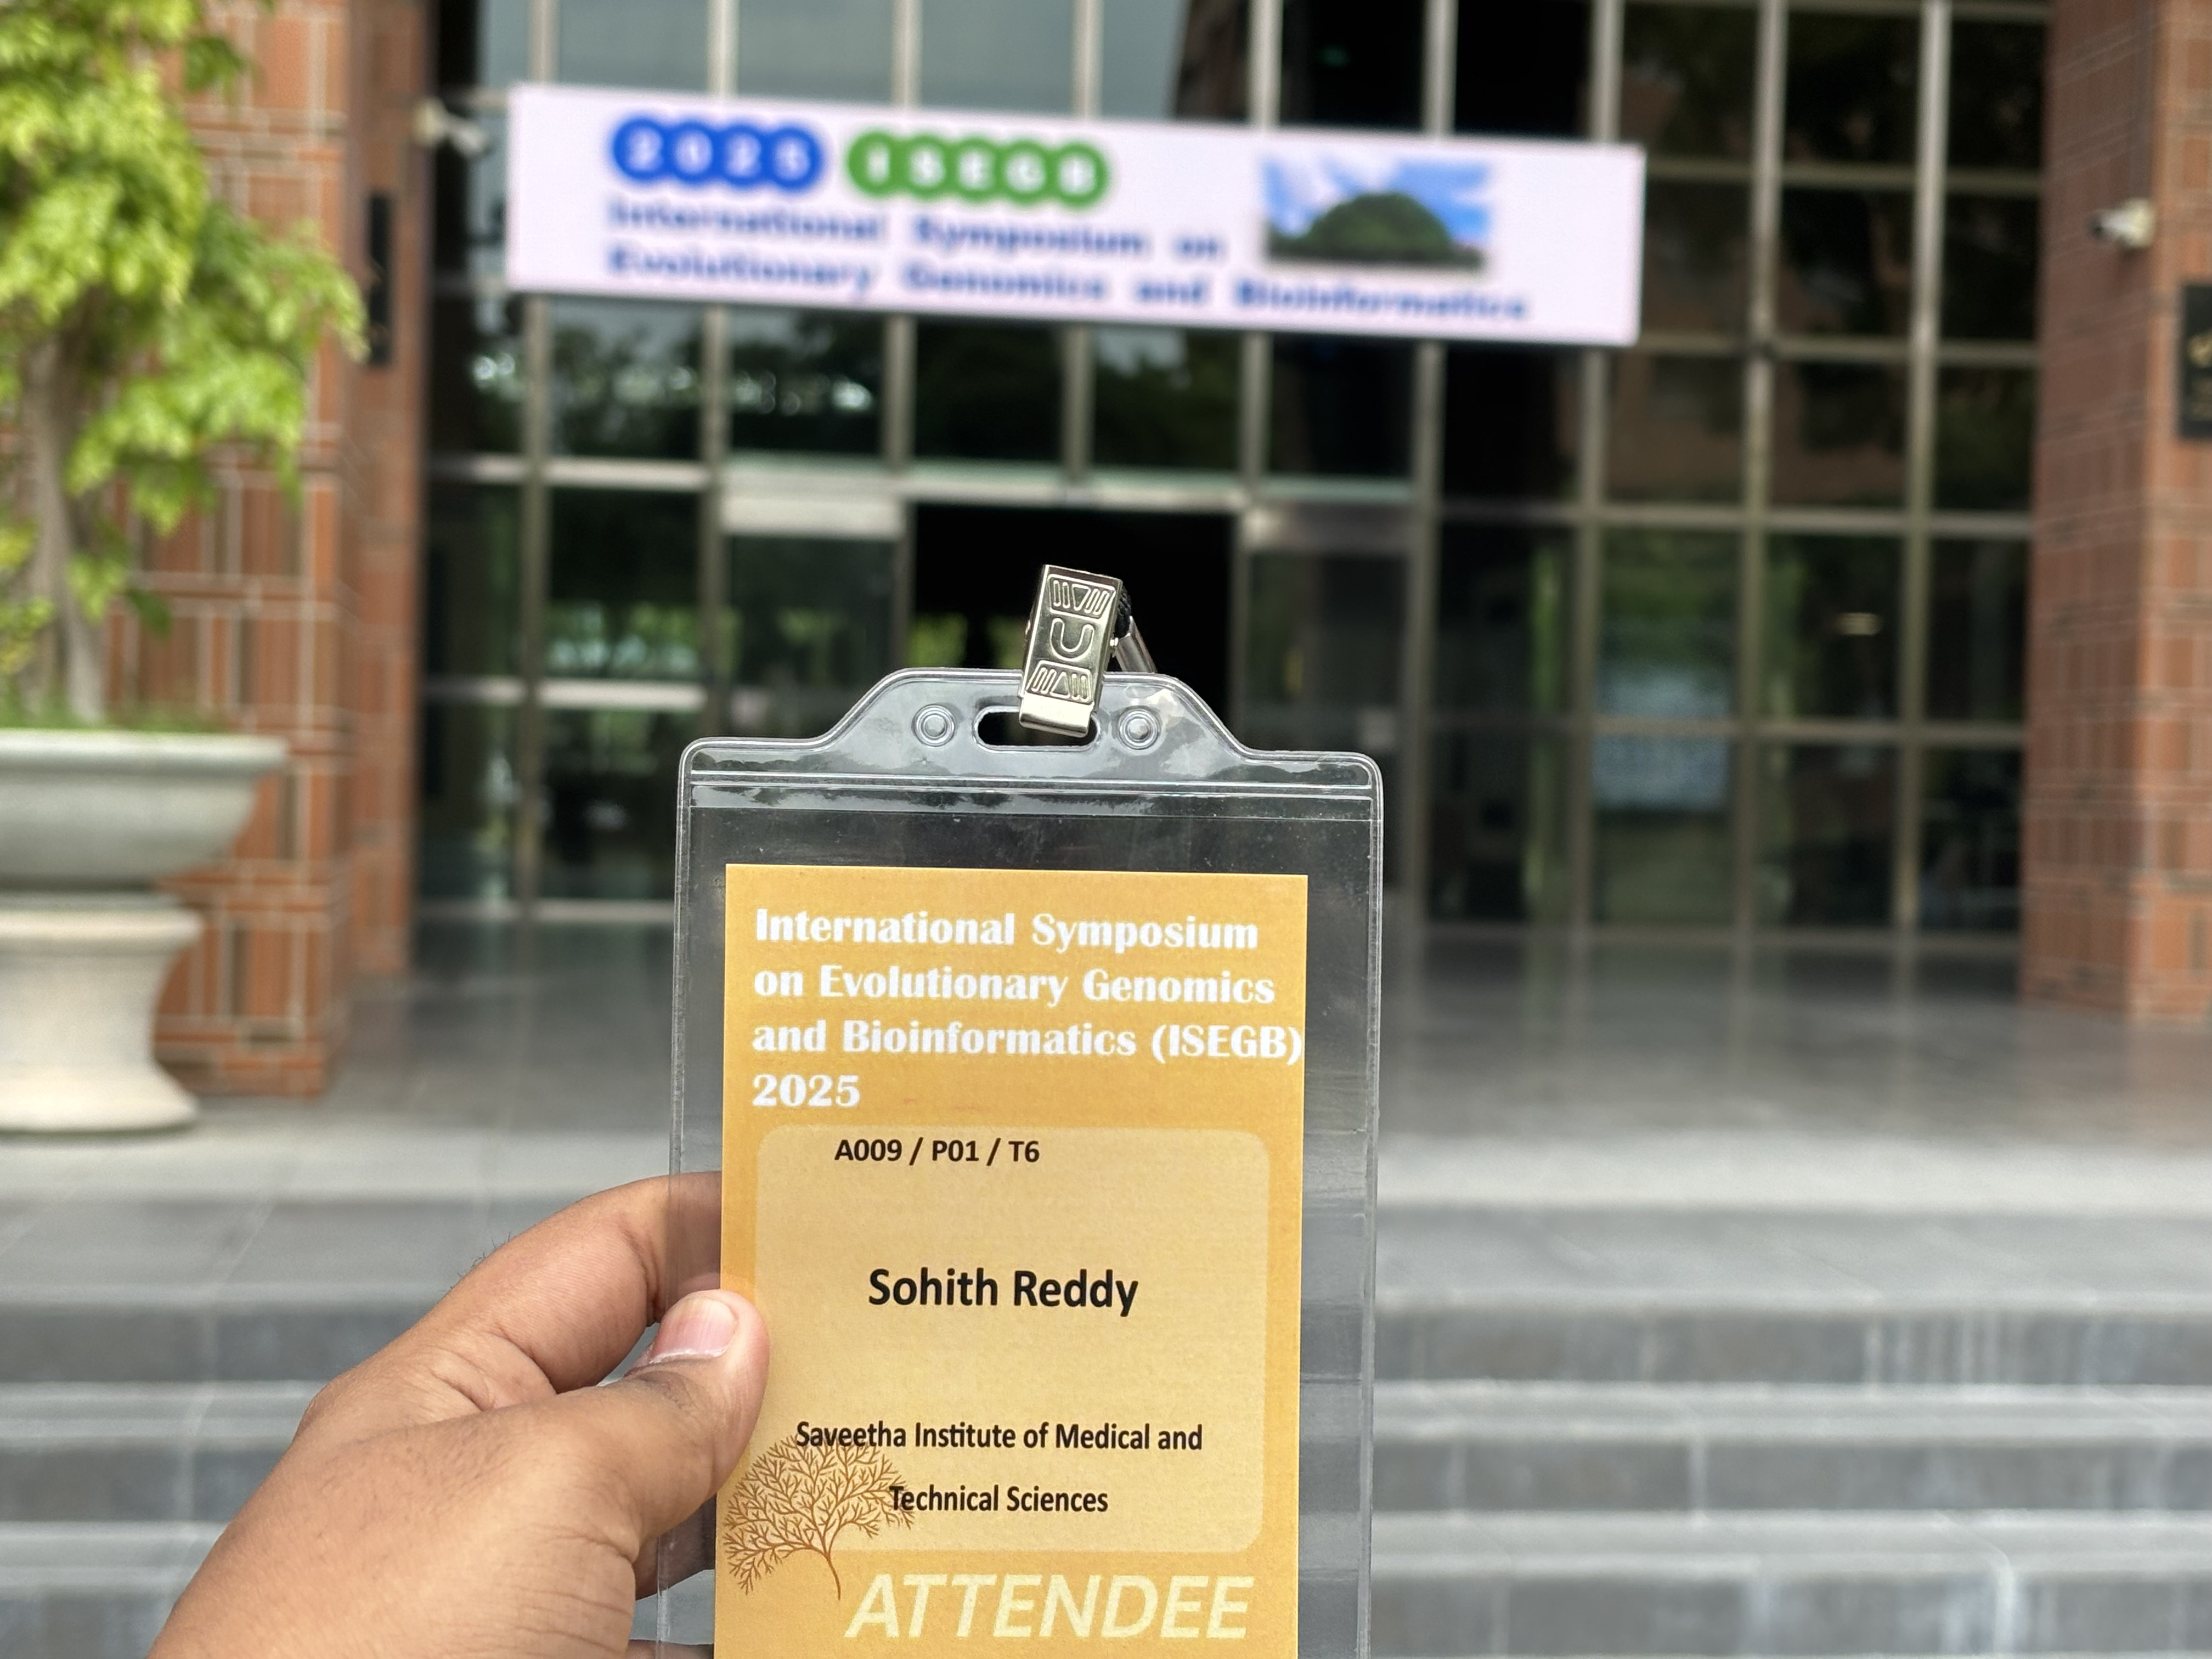 2025 ISEGB
International Symposium on
Evolutionary Genomics and Bioinformatics
International Symposium
on Evolutionary Genomics
and Bioinformatics (ISEGB)
2025
A009 / P01 / T6
Sohith Reddy
Saveetha Institute of Medical and
Technical Sciences
ATTENDEE